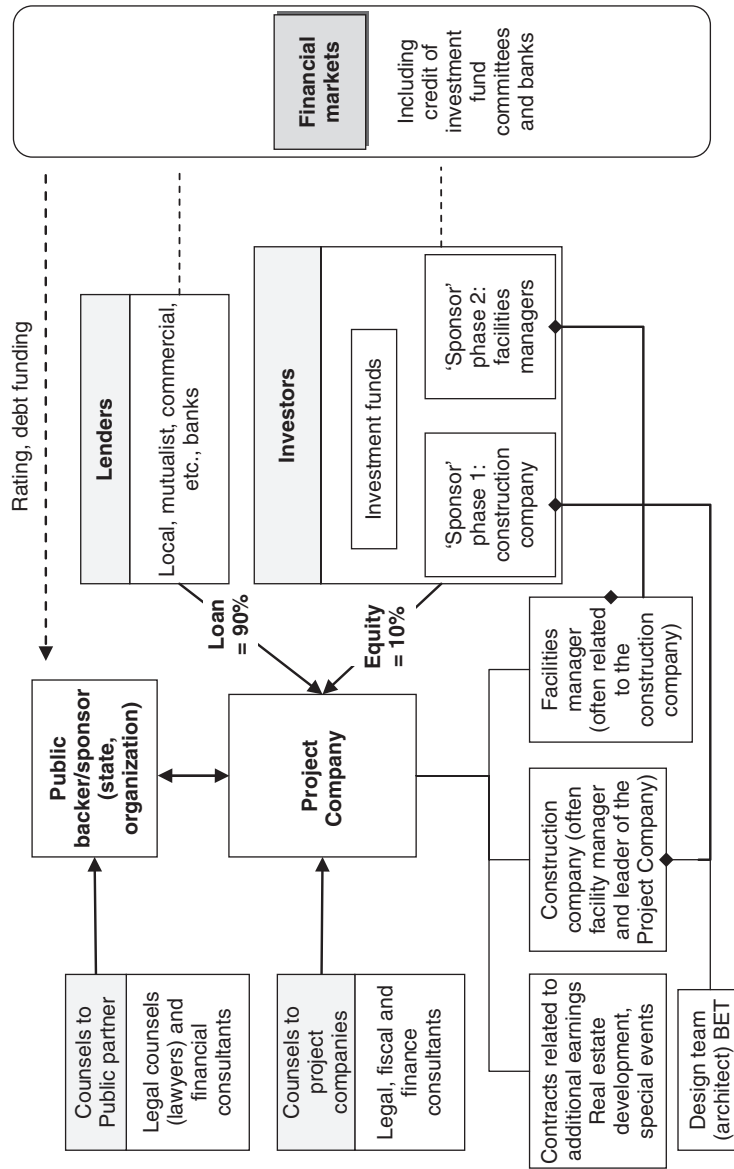 Counsels to
Public partner
Legal counsels
(lawyers) and
financial
consultants
Public
backer/sponsor
(state,
organization)
Rating, debt funding
Financial
markets
Including
credit of
investment
fund
committees
and banks
Lenders
Local, mutualist, commercial,
etc., banks
Loan
= 90%
Counsels to
project
companies
Legal, fiscal and
finance
consultants
Project
Company
Equity
= 10%
Investors
Investment funds
‘Sponsor’
phase 1:
construction
company
‘Sponsor’
phase 2:
facilities
managers
Contracts related to
additional earnings
Real estate
development,
special events
Construction
company (often
facility manager
and leader of the
Project Company)
Facilities
manager
(often related
to the
construction
company)
Design team
(architect) BET